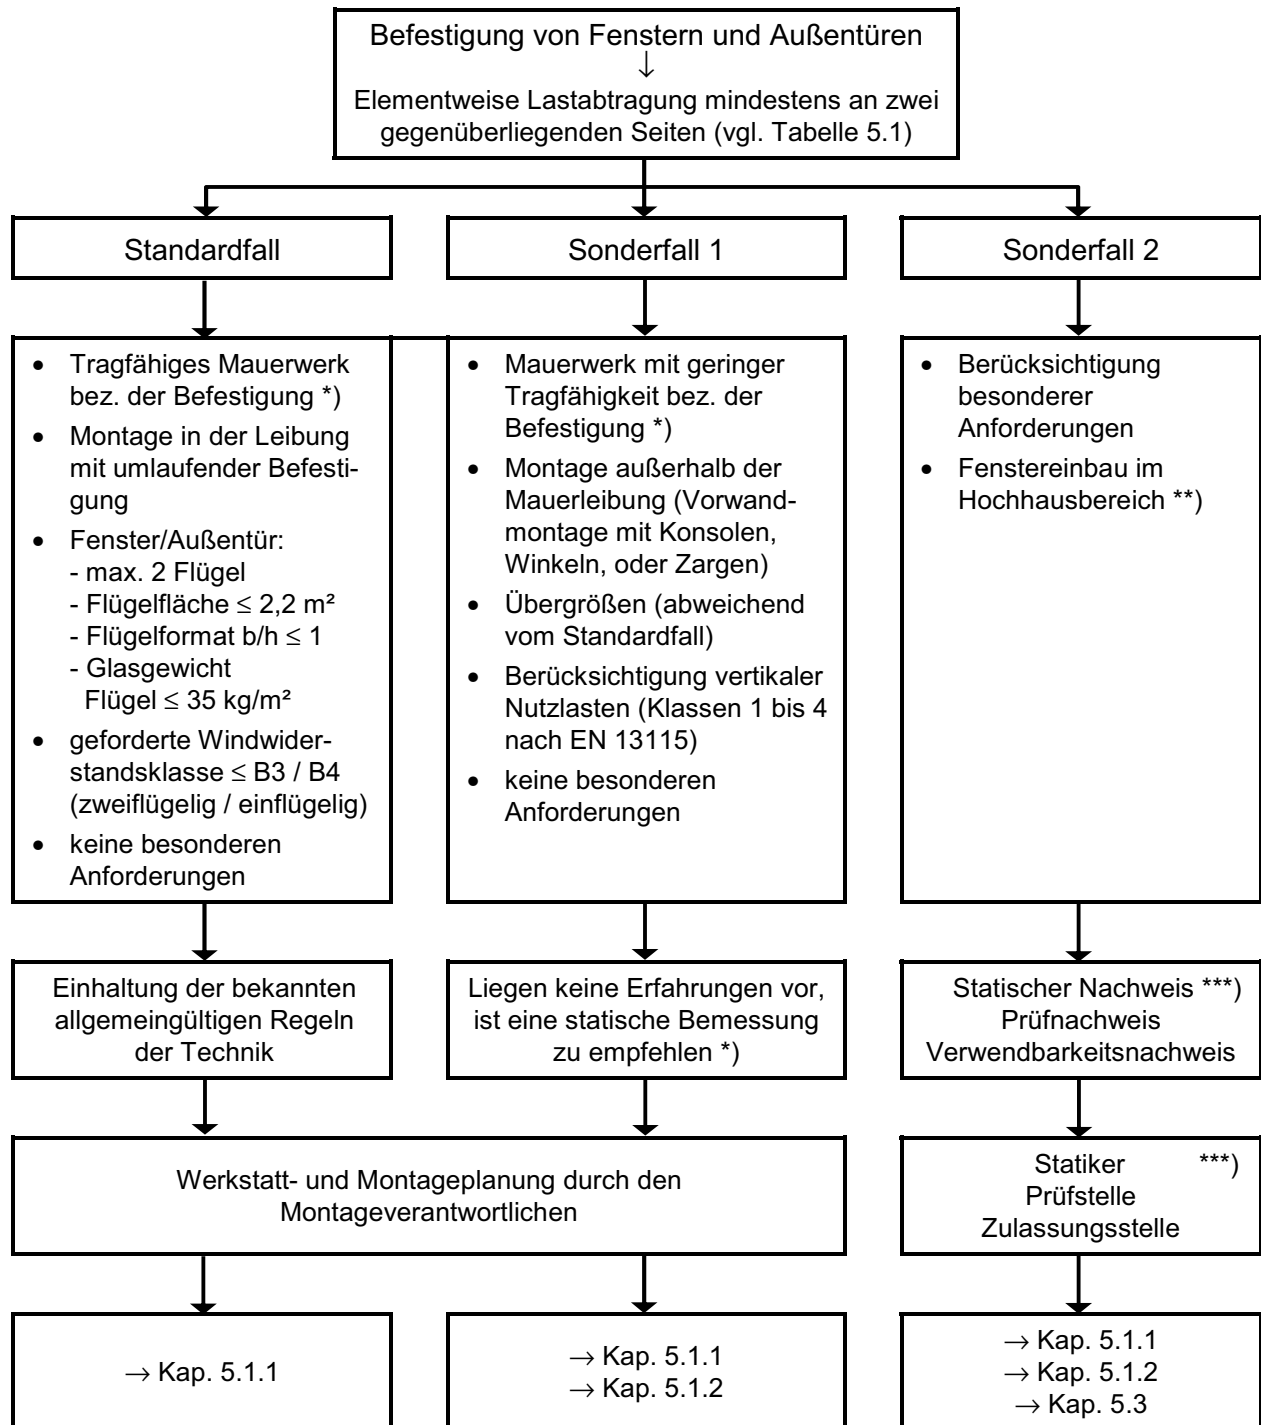 Befestigung von Fenstern und Außentüren
↓
Elementweise Lastabtragung mindestens an zwei
gegenüberliegenden Seiten (vgl. Tabelle 5.1)
Standardfall
Sonderfall 1
Sonderfall 2
• Tragfähiges Mauerwerk
bez. der Befestigung *)
• Montage in der Leibung
mit umlaufender Befesti-
gung
• Fenster/Außentür:
- max. 2 Flügel
- Flügelfläche ≤ 2,2 m²
- Flügelformat b/h ≤ 1
- Glasgewicht
Flügel ≤ 35 kg/m²
• geforderte Windwider-
standsklasse ≤ B3 / B4
(zweiflügelig / einflügelig)
• keine besonderen
Anforderungen
• Mauerwerk mit geringer
Tragfähigkeit bez. der
Befestigung *)
• Montage außerhalb der
Mauerleibung (Vorwand-
montage mit Konsolen,
Winkeln, oder Zargen)
• Übergrößen (abweichend
vom Standardfall)
• Berücksichtigung vertikaler
Nutzlasten (Klassen 1 bis 4
nach EN 13115)
• keine besonderen
Anforderungen
• Berücksichtigung
besonderer
Anforderungen
• Fenstereinbau im
Hochhausbereich **)
Einhaltung der bekannten
allgemeingültigen Regeln
der Technik
Liegen keine Erfahrungen vor,
ist eine statische Bemessung
zu empfehlen *)
Statischer Nachweis ***)
Prüfnachweis
Verwendbarkeitsnachweis
Werkstatt- und Montageplanung durch den
Montageverantwortlichen
Statiker ***)
Prüfstelle
Zulassungsstelle
→ Kap. 5.1.1
→ Kap. 5.1.1
→ Kap. 5.1.2
→ Kap. 5.1.1
→ Kap. 5.1.2
→ Kap. 5.3